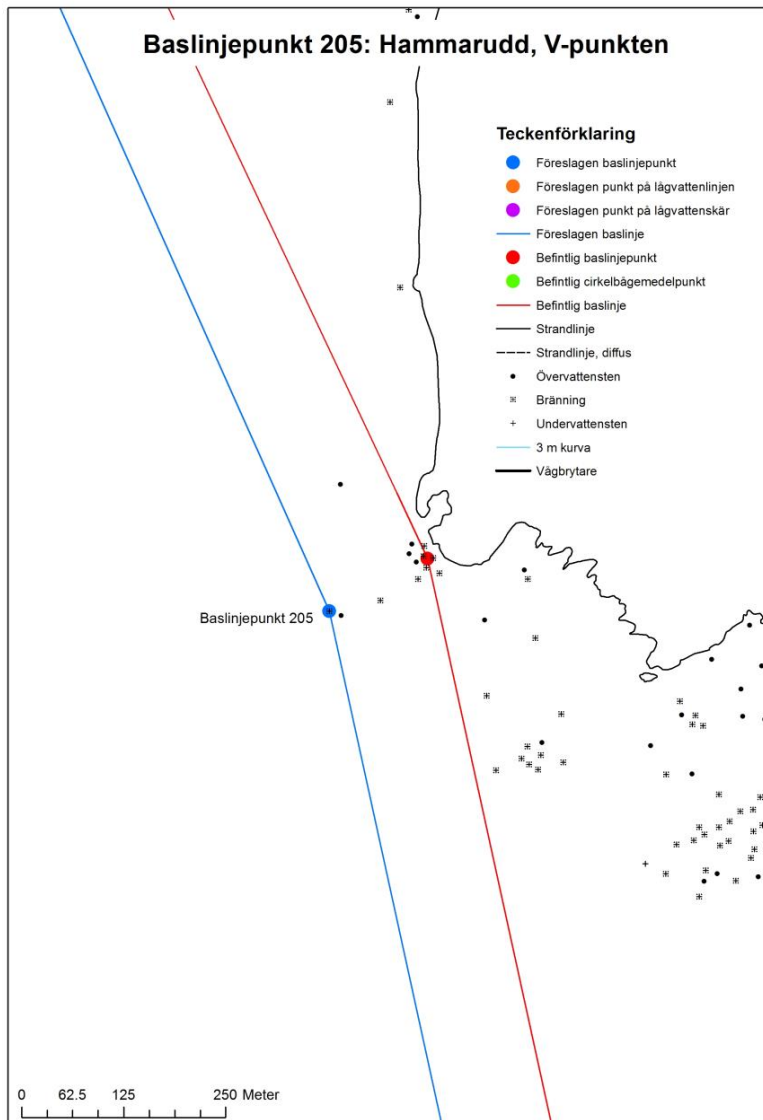 Baslinjepunkt 205: Hammarudd, V-punkten
Teckenförklaring
Föreslagen baslinjepunkt
Föreslagen punkt på lågvattenlinjen
Föreslagen punkt på lågvattenskär
Föreslagen baslinje
Befintlig baslinjepunkt
Befintlig cirkelbågemedelpunkt
Befintlig baslinje
Strandlinje
Strandlinje, diffus
Övervattensten
Bränning
Undervattensten
3 m kurva
Vågbrytare
Baslinjepunkt 205
0 62.5 125 250 Meter